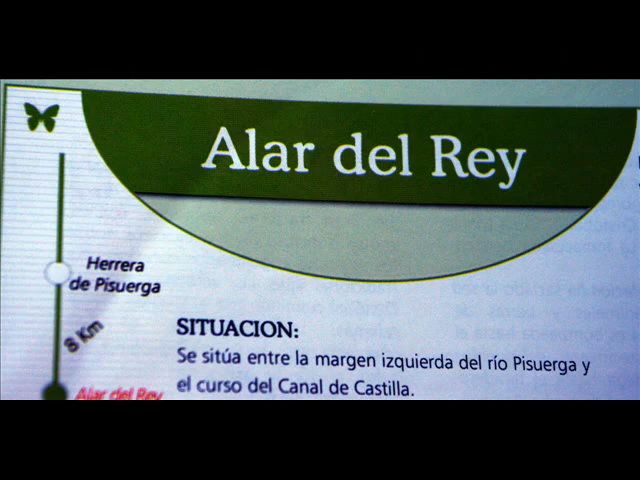 Alar del Rey
Herrera
de Pisuerga
8 Km
Alar del Rey
SITUACION:
Se sitúa entre la margen izquierda del río Pisuerga y
el curso del Canal de Castilla.